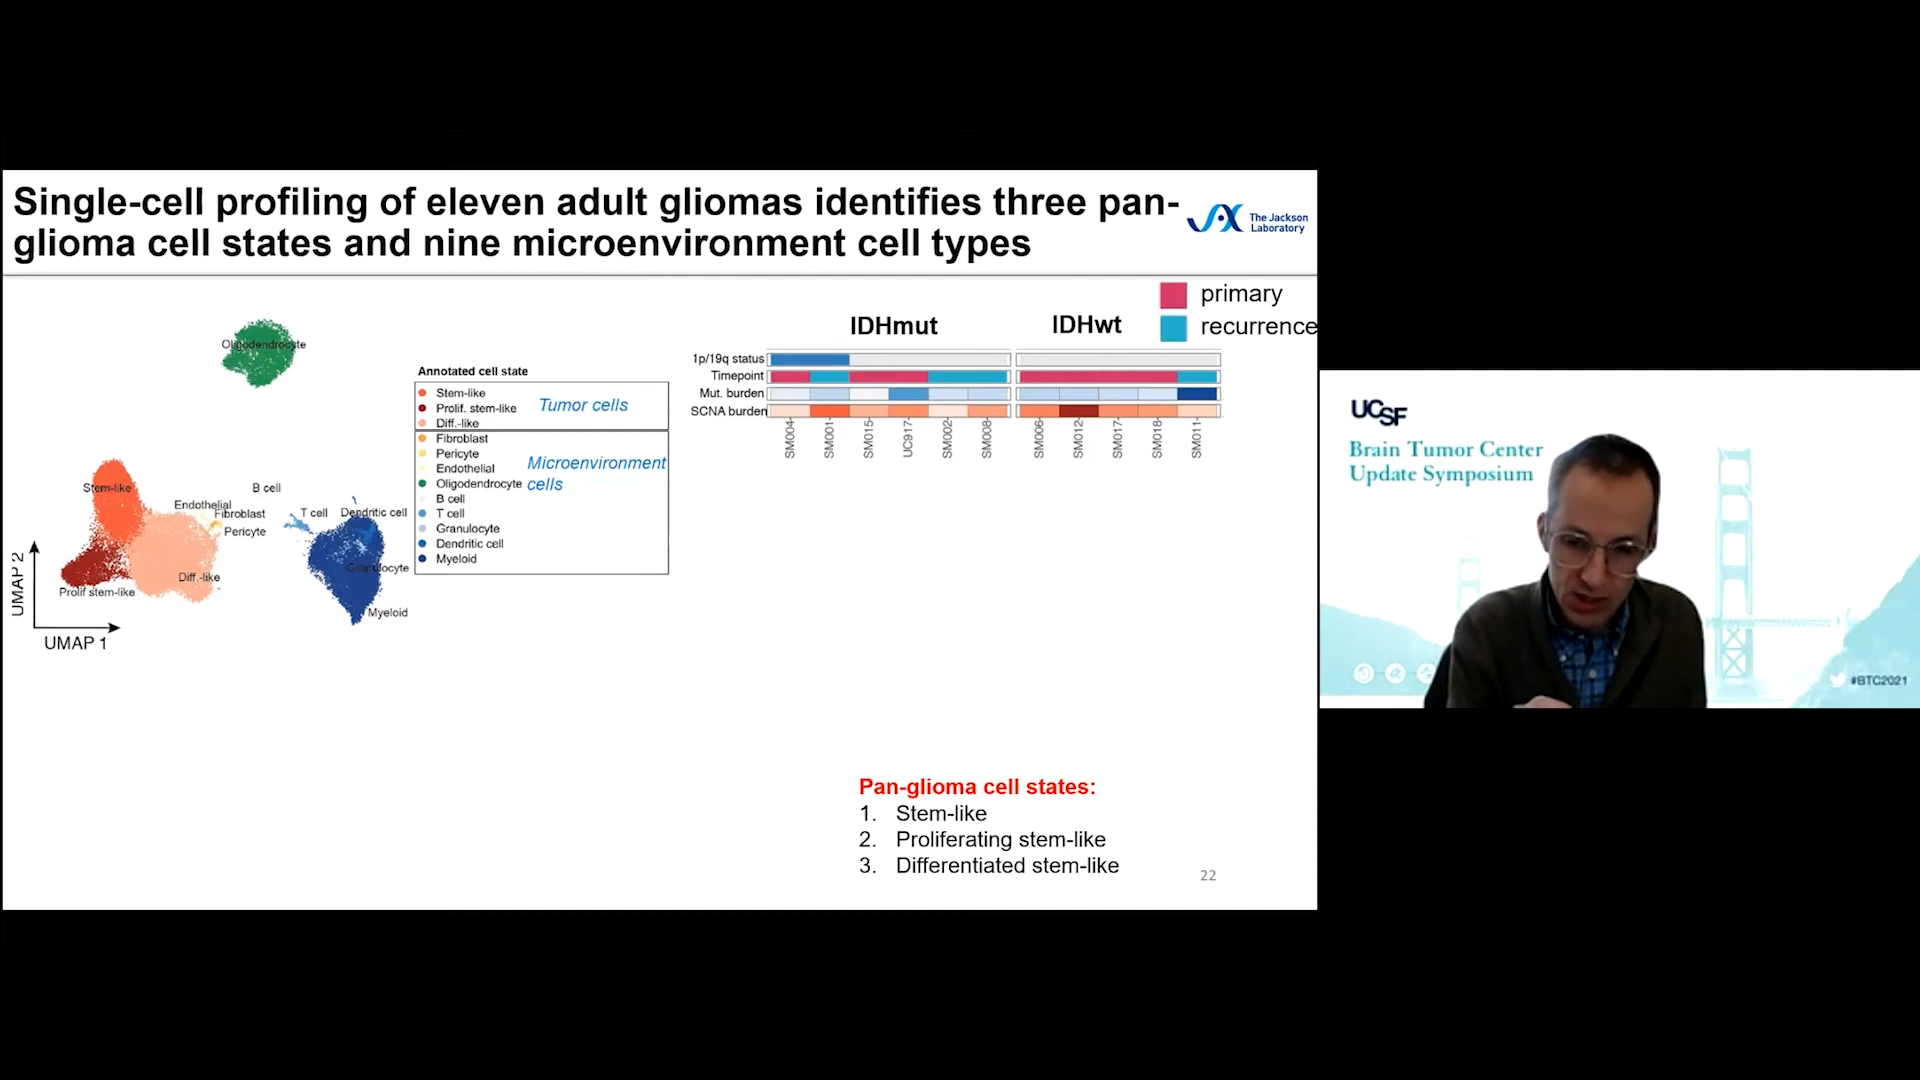 Single-cell profiling of eleven adult gliomas identifies three pan-
glioma cell states and nine microenvironment cell types
The Jackson
Laboratory
primary
recurrence
IDHmut
IDHwt
1p/19q status
Timepoint
Mut. burden
SCNA burden
SM004
SM001
SM015
UC917
SM002
SM008
SM006
SM012
SM017
SM018
SM011
Annotated cell state
Stem-like
Prolif. stem-like
Diff.-like
Tumor cells
Fibroblast
Pericyte
Endothelial
Oligodendrocyte
B cell
T cell
Granulocyte
Dendritic cell
Myeloid
Microenvironment
cells
Oligodendrocyte
Stem-like
B cell
Endothelial
Fibroblast
Pericyte
T cell
Dendritic cell
Granulocyte
Diff.-like
Prolif stem-like
Myeloid
UMAP 2
UMAP 1
Pan-glioma cell states:
1. Stem-like
2. Proliferating stem-like
3. Differentiated stem-like
22
UCSF
Brain Tumor Center
Update Symposium
#BTC2021